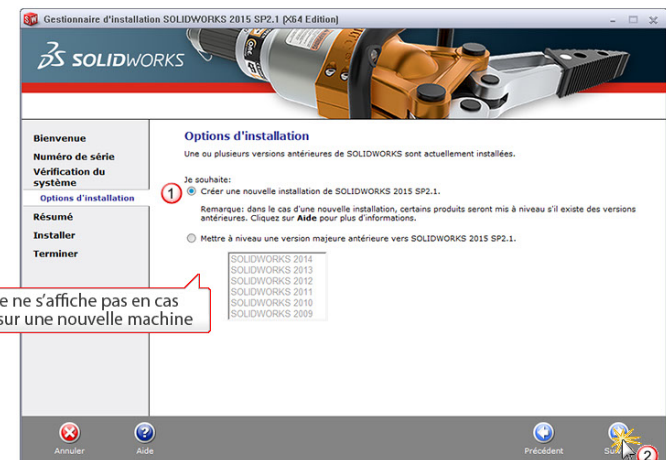 Gestionnaire d'installation SOLIDWORKS 2015 SP2.1 (X64 Edition)
SOLIDWORKS
Bienvenue
Numéro de série
Vérification du
système
Options d'installation
Résumé
Installer
Terminer
Options d'installation
Une ou plusieurs versions antérieures de SOLIDWORKS sont actuellement installées.
Je souhaite:
1
Créer une nouvelle installation de SOLIDWORKS 2015 SP2.1.
Remarque: dans le cas d'une nouvelle installation, certains produits seront mis à niveau s'il existe des versions
antérieures. Cliquez sur Aide pour plus d'informations.
Mettre à niveau une version majeure antérieure vers SOLIDWORKS 2015 SP2.1.
SOLIDWORKS 2014
SOLIDWORKS 2013
SOLIDWORKS 2012
SOLIDWORKS 2011
SOLIDWORKS 2010
SOLIDWORKS 2009
e ne s'affiche pas en cas
sur une nouvelle machine
Annuler
Aide
Précédent
2